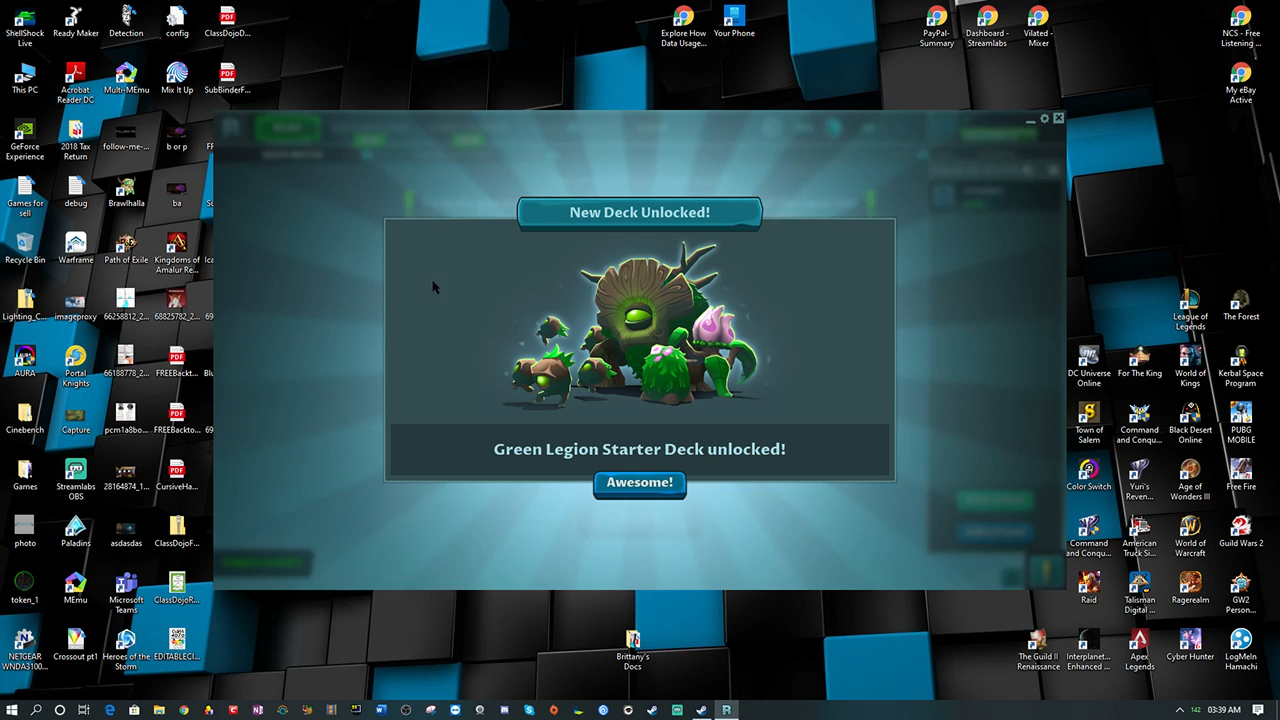 ShellShock Live
Ready Maker
Detection
config
ClassDojoD...
Explore How Data Usage...
Your Phone
PayPal- Summary
Dashboard - Streamlabs
Vilated - Mixer
NCS - Free Listening ...
This PC
Acrobat Reader DC
Multi-MEmu
Mix It Up
SubBinderF...
My eBay Active
GeForce Experience
2018 Tax Return
follow-me-...
b or p
Games for sell
debug
Brawlhalla
ba
New Deck Unlocked!
Recycle Bin
Warframe
Path of Exile
Kingdoms of Amalur Re...
Lighting_C...
imageproxy
66258812_2...
68825782_2...
League of Legends
The Forest
AURA
Portal Knights
66188778_2...
FREEBackt...
DC Universe Online
For The King
World of Kings
Kerbal Space Program
Cinebench
Capture
pcm1a8bo...
FREEBackto...
Town of Salem
Command and Conqu...
Black Desert Online
PUBG MOBILE
Green Legion Starter Deck unlocked!
Awesome!
Games
Streamlabs OBS
28164874_1...
CursiveHa...
Color Switch
Yuri's Reven...
Age of Wonders III
Free Fire
photo
Paladins
asdasdas
ClassDojoF...
Command and Conqu...
American Truck Si...
World of Warcraft
Guild Wars 2
token_1
MEmu
Microsoft Teams
ClassDojoR...
Raid
Talisman Digital ...
Ragerealm
GW2 Person...
NETGEAR WNDA3100...
Crossout pt1
Heroes of the Storm
EDITABLECl...
Brittany's Docs
The Guild II Renaissance
Interplanet... Enhanced ...
Apex Legends
Cyber Hunter
LogMeIn Hamachi
142
03:39 AM